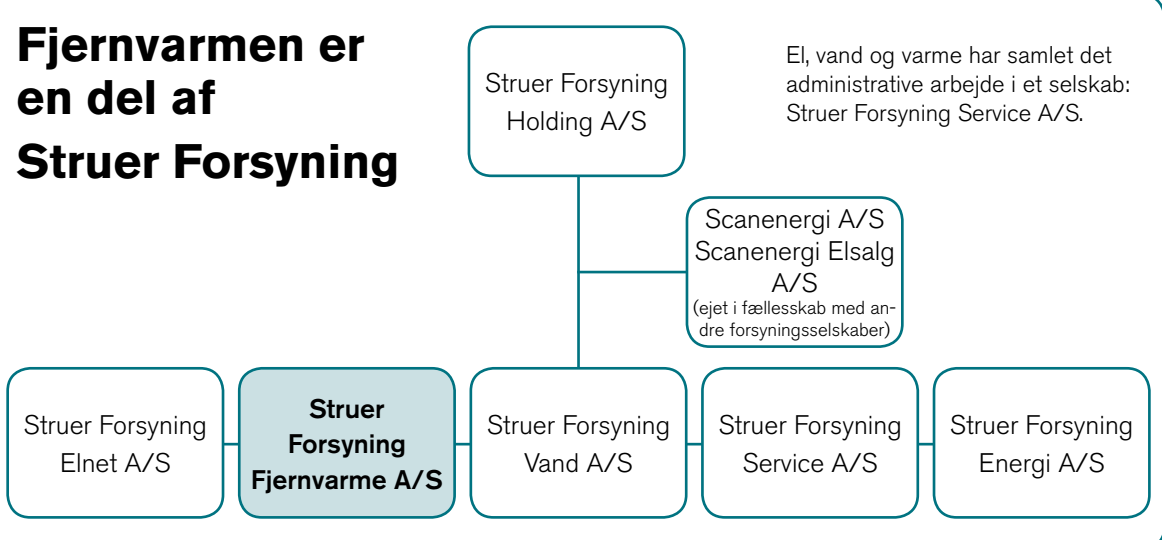 Fjernvarmen er
en del af
Struer Forsyning
Struer Forsyning
Holding A/S
El, vand og varme har samlet det
administrative arbejde i et selskab:
Struer Forsyning Service A/S.
Scanenergi A/S
Scanenergi Elsalg
A/S
(ejet i fællesskab med an-
dre forsyningsselskaber)
Struer Forsyning
Elnet A/S
Struer
Forsyning
Fjernvarme A/S
Struer Forsyning
Vand A/S
Struer Forsyning
Service A/S
Struer Forsyning
Energi A/S